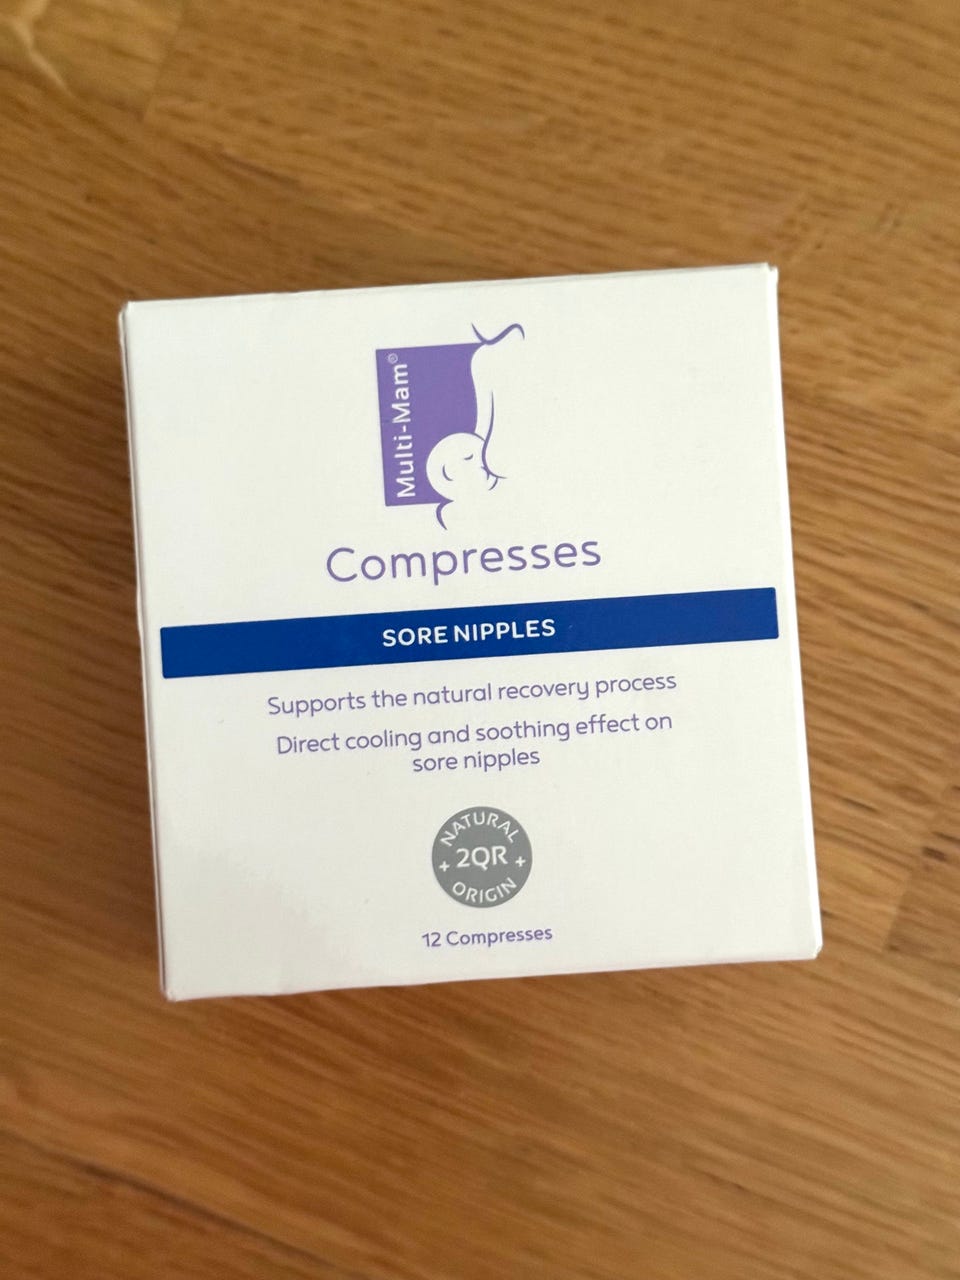 Multi-Mam®
Compresses
SORE NIPPLES
Supports the natural recovery process
Direct cooling and soothing effect on
sore nipples
NATURAL
+ 2QR +
ORIGIN
12 Compresses